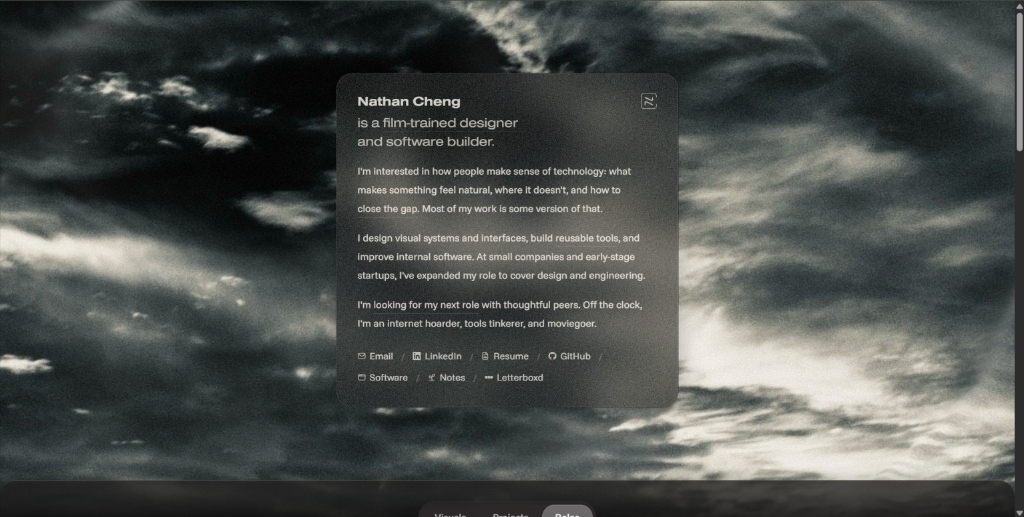 Nathan Cheng
is a film-trained designer
and software builder.
I'm interested in how people make sense of technology: what
makes something feel natural, where it doesn't, and how to
close the gap. Most of my work is some version of that.
I design visual systems and interfaces, build reusable tools, and
improve internal software. At small companies and early-stage
startups, I've expanded my role to cover design and engineering.
I'm looking for my next role with thoughtful peers. Off the clock,
I'm an internet hoarder, tools tinkerer, and moviegoer.
Email / LinkedIn / Resume / GitHub /
Software / Notes / Letterboxd
Visuals Projects Roles